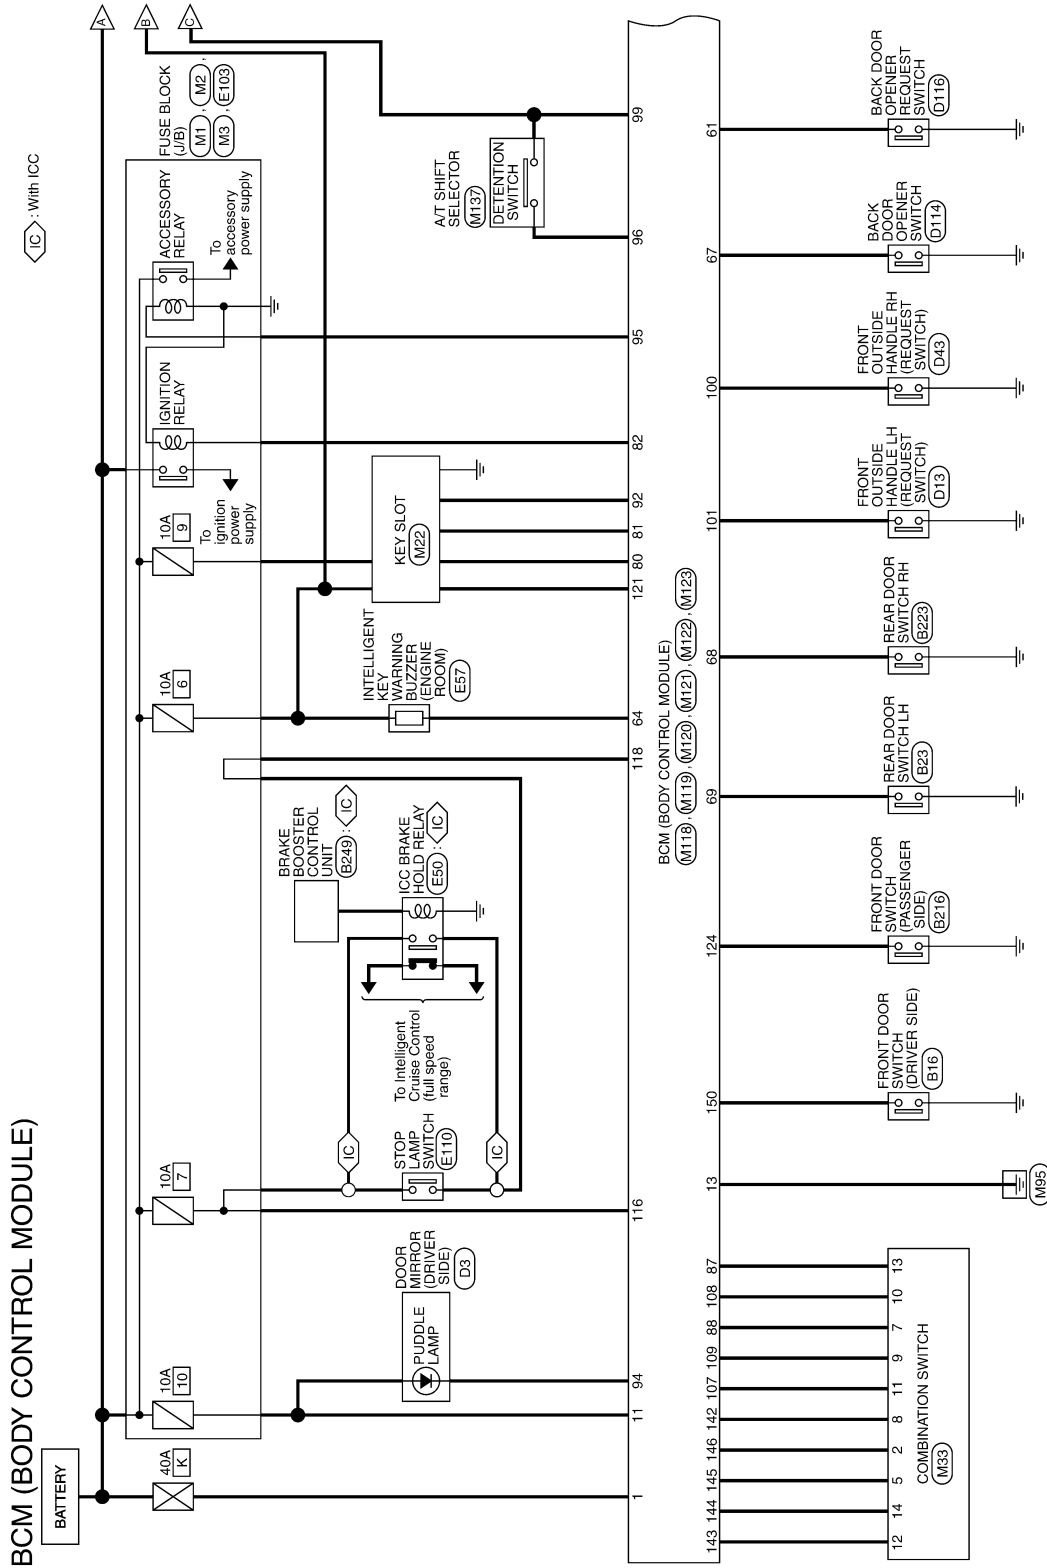 BCM (BODY CONTROL MODULE)
IC : With ICC
A
B
C
BATTERY
40A
K
10A
10
10A
7
10A
6
10A
9
To
ignition
power
supply
IGNITION
RELAY
ACCESSORY
RELAY
To
accessory
power supply
FUSE BLOCK
(J/B)
M1 , M2 ,
M3 , E103
DOOR
MIRROR
(DRIVER
SIDE)
D3
PUDDLE
LAMP
STOP
LAMP
SWITCH
E110
IC
IC
To Intelligent
Cruise Control
(full speed
range)
BRAKE
BOOSTER
CONTROL
UNIT
B249 : IC
ICC BRAKE
HOLD RELAY
E50 : IC
INTELLIGENT
KEY
WARNING
BUZZER
(ENGINE
ROOM)
E57
KEY SLOT
M22
A/T SHIFT
SELECTOR
M137
DETENTION
SWITCH
1
11
94
116
118
64
121
80
81
92
82
95
96
99
BCM (BODY CONTROL MODULE)
M118 , M119 , M120 , M121 , M122 , M123
143
144
145
146
142
107
109
88
108
87
13
150
124
69
68
101
100
67
61
12
14
5
2
8
11
9
7
10
13
COMBINATION SWITCH
M33
M95
FRONT DOOR
SWITCH
(DRIVER SIDE)
B16
FRONT DOOR
SWITCH
(PASSENGER
SIDE)
B216
REAR DOOR
SWITCH LH
B23
REAR DOOR
SWITCH RH
B223
FRONT
OUTSIDE
HANDLE LH
(REQUEST
SWITCH)
D13
FRONT
OUTSIDE
HANDLE RH
(REQUEST
SWITCH)
D43
BACK
DOOR
OPENER
SWITCH
D114
BACK DOOR
OPENER
REQUEST
SWITCH
D116